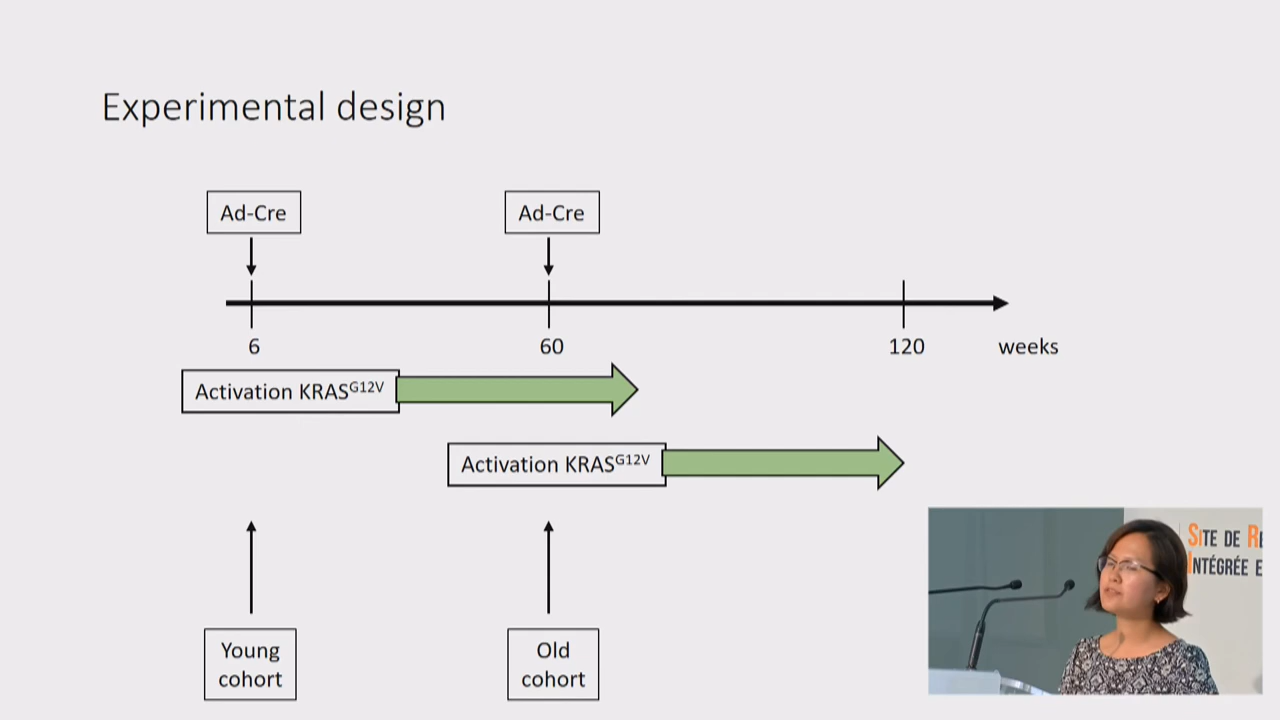 Experimental design
Ad-Cre
Ad-Cre
6
60
120
weeks
Activation KRAS^G12V
Activation KRAS^G12V
Young
cohort
Old
cohort
SITE DE
INTÉGRÉE